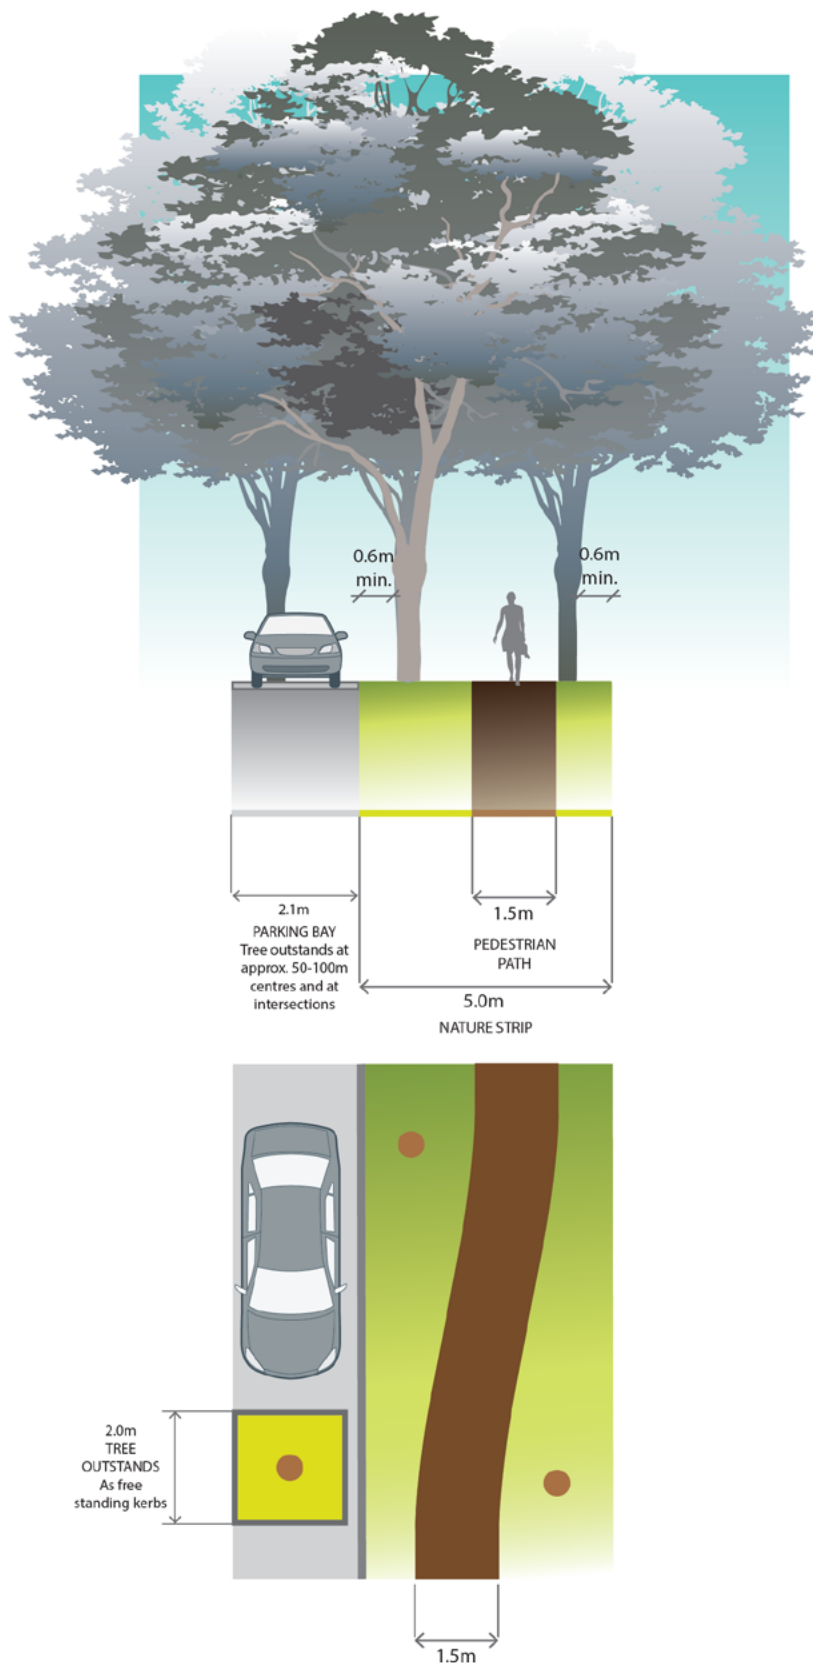 0.6m
min.
0.6m
min.
2.1m
PARKING BAY
Tree outstands at
approx. 50-100m
centres and at
intersections
1.5m
PEDESTRIAN
PATH
5.0m
NATURE STRIP
2.0m
TREE
OUTSTANDS
As free
standing kerbs
1.5m